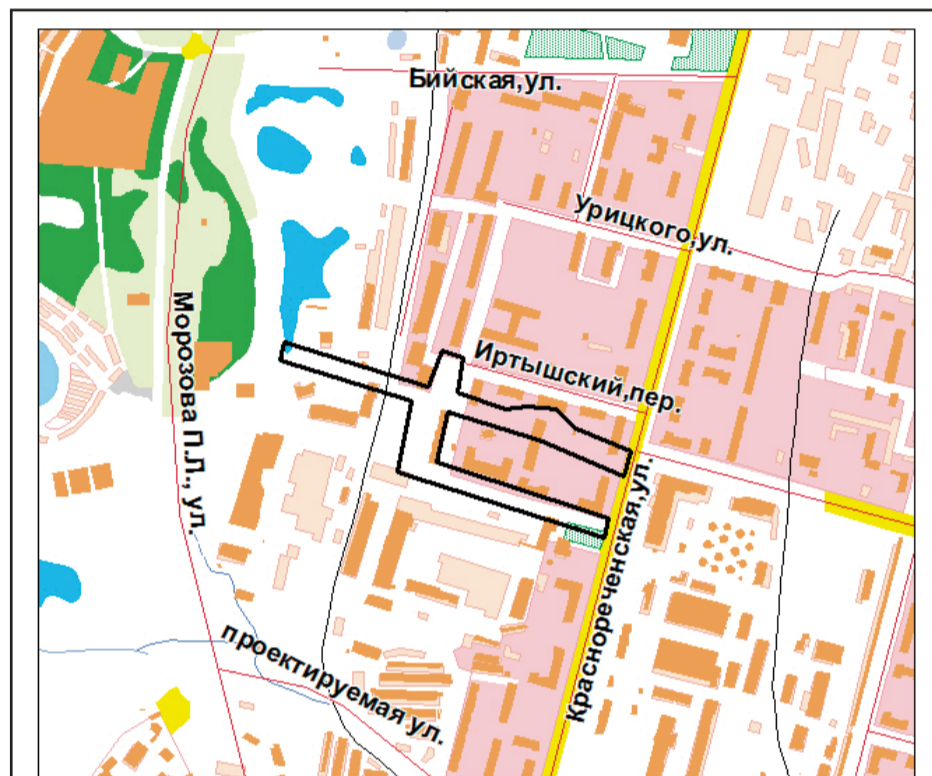 Бийская,ул.
Урицкого,ул.
Морозова П.Л., ул.
Иртышский,пер.
Краснореченская,ул.
проектируемая ул.